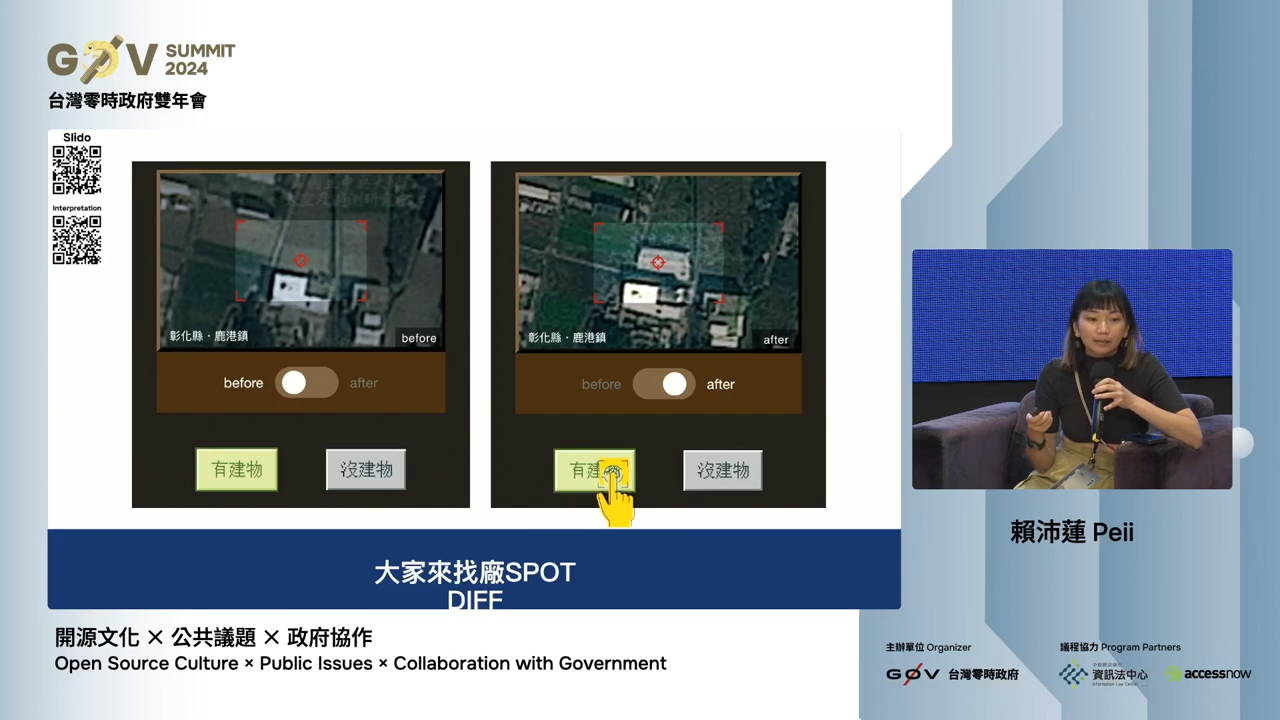 G0V SUMMIT 2024
台灣零時政府雙年會
Slido
Interpretation
彰化縣・鹿港鎮
before
before
after
有建物
沒建物
彰化縣・鹿港鎮
after
before
after
沒建物
大家來找廠SPOT
DIFF
賴沛蓮 Peii
開源文化 × 公共議題 × 政府協作
Open Source Culture × Public Issues × Collaboration with Government
主辦單位 Organizer
G0V 台灣零時政府
議程協力 Program Partners
資訊法中心
Information Law Center
accessnow